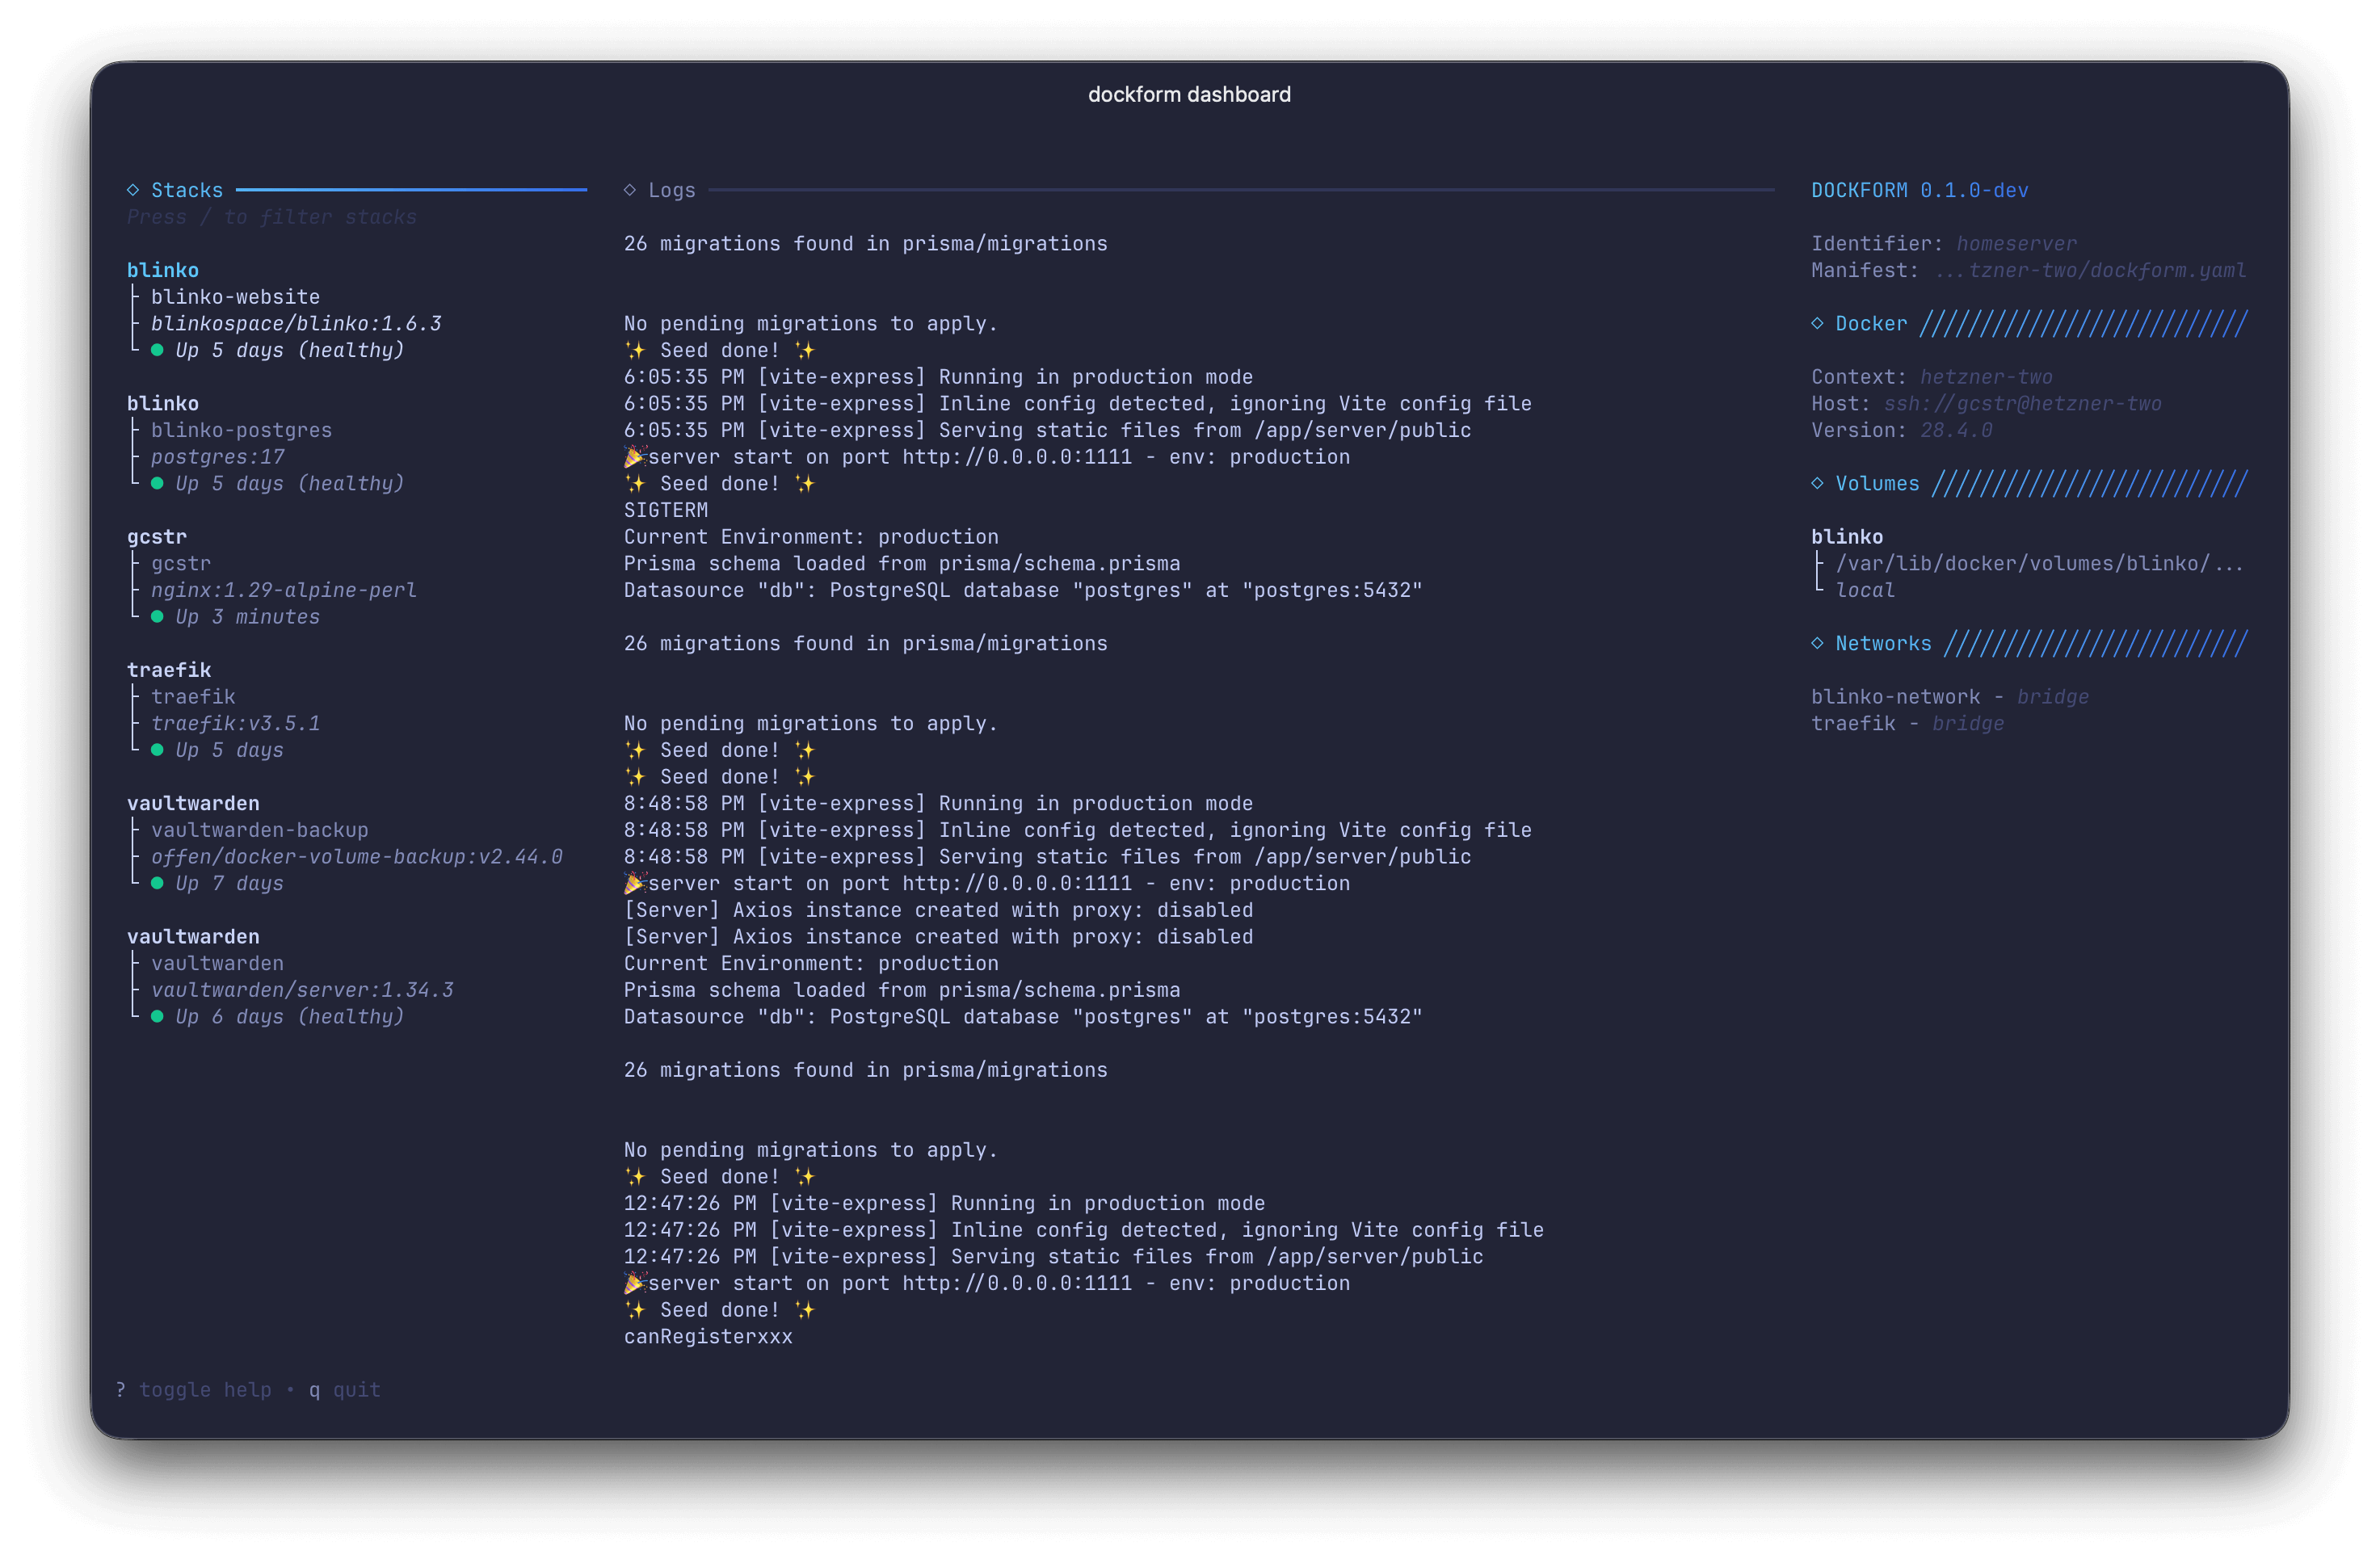 dockform dashboard
◇ Stacks
Press / to filter stacks
blinko
├ blinko-website
├ blinkospace/blinko:1.6.3
└ ● Up 5 days (healthy)
blinko
├ blinko-postgres
├ postgres:17
└ ● Up 5 days (healthy)
gcstr
├ gcstr
├ nginx:1.29-alpine-perl
└ ● Up 3 minutes
traefik
├ traefik
├ traefik:v3.5.1
└ ● Up 5 days
vaultwarden
├ vaultwarden-backup
├ offen/docker-volume-backup:v2.44.0
└ ● Up 7 days
vaultwarden
├ vaultwarden
├ vaultwarden/server:1.34.3
└ ● Up 6 days (healthy)
◇ Logs
26 migrations found in prisma/migrations
No pending migrations to apply.
✨ Seed done! ✨
6:05:35 PM [vite-express] Running in production mode
6:05:35 PM [vite-express] Inline config detected, ignoring Vite config file
6:05:35 PM [vite-express] Serving static files from /app/server/public
🎉server start on port http://0.0.0.0:1111 - env: production
✨ Seed done! ✨
SIGTERM
Current Environment: production
Prisma schema loaded from prisma/schema.prisma
Datasource "db": PostgreSQL database "postgres" at "postgres:5432"
26 migrations found in prisma/migrations
No pending migrations to apply.
✨ Seed done! ✨
✨ Seed done! ✨
8:48:58 PM [vite-express] Running in production mode
8:48:58 PM [vite-express] Inline config detected, ignoring Vite config file
8:48:58 PM [vite-express] Serving static files from /app/server/public
🎉server start on port http://0.0.0.0:1111 - env: production
[Server] Axios instance created with proxy: disabled
[Server] Axios instance created with proxy: disabled
Current Environment: production
Prisma schema loaded from prisma/schema.prisma
Datasource "db": PostgreSQL database "postgres" at "postgres:5432"
26 migrations found in prisma/migrations
No pending migrations to apply.
✨ Seed done! ✨
12:47:26 PM [vite-express] Running in production mode
12:47:26 PM [vite-express] Inline config detected, ignoring Vite config file
12:47:26 PM [vite-express] Serving static files from /app/server/public
🎉server start on port http://0.0.0.0:1111 - env: production
✨ Seed done! ✨
canRegisterxxx
DOCKFORM 0.1.0-dev
Identifier: homeserver
Manifest: ...tzner-two/dockform.yaml
◇ Docker ///////////////////////////
Context: hetzner-two
Host: ssh://gcstr@hetzner-two
Version: 28.4.0
◇ Volumes //////////////////////////
blinko
├ /var/lib/docker/volumes/blinko/...
└ local
◇ Networks /////////////////////////
blinko-network - bridge
traefik - bridge
? toggle help • q quit